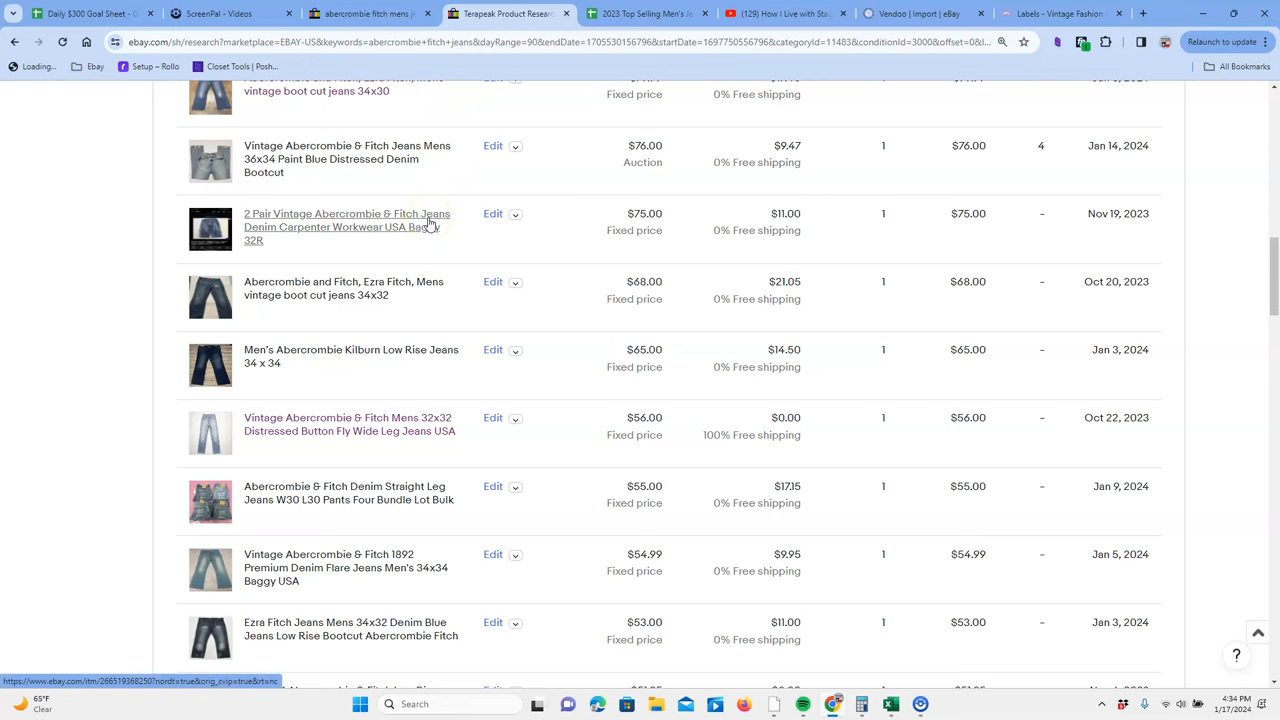 Daily $300 Goal Sheet - G
Terapeak Product Research
Terapeak Product Researc
2023 Top Selling Men's Je
(129) How I Live with Sta
Vendoo | Import | eBay
Labels - Vintage Fashion
ebay.com/sh/research?marketplace=EBAY-US&keywords=abercrombie+fitch+jeans&dayRange=90&endDate=1705530156796&startDate=1697750556796&categoryId=11483&conditionId=3000&offset=0&l...
Relaunch to update
Loading...
Ebay
Setup – Rollo
Closet Tools | Posh...
All Bookmarks
vintage boot cut jeans 34x30
Fixed price
0% Free shipping
Vintage Abercrombie & Fitch Jeans Mens
36x34 Paint Blue Distressed Denim
Bootcut
Edit
$76.00
Auction
$9.47
0% Free shipping
1
$76.00
4
Jan 14, 2024
2 Pair Vintage Abercrombie & Fitch Jeans
Denim Carpenter Workwear USA Baggy
32R
Edit
$75.00
Fixed price
$11.00
0% Free shipping
1
$75.00
-
Nov 19, 2023
Abercrombie and Fitch, Ezra Fitch, Mens
vintage boot cut jeans 34x32
Edit
$68.00
Fixed price
$21.05
0% Free shipping
1
$68.00
-
Oct 20, 2023
Men's Abercrombie Kilburn Low Rise Jeans
34 x 34
Edit
$65.00
Fixed price
$14.50
0% Free shipping
1
$65.00
-
Jan 3, 2024
Vintage Abercrombie & Fitch Mens 32x32
Distressed Button Fly Wide Leg Jeans USA
Edit
$56.00
Fixed price
$0.00
100% Free shipping
1
$56.00
-
Oct 22, 2023
Abercrombie & Fitch Denim Straight Leg
Jeans W30 L30 Pants Four Bundle Lot Bulk
Edit
$55.00
Fixed price
$17.15
0% Free shipping
1
$55.00
-
Jan 9, 2024
Vintage Abercrombie & Fitch 1892
Premium Denim Flare Jeans Men's 34x34
Baggy USA
Edit
$54.99
Fixed price
$9.95
0% Free shipping
1
$54.99
-
Jan 5, 2024
Ezra Fitch Jeans Mens 34x32 Denim Blue
Jeans Low Rise Bootcut Abercrombie Fitch
Edit
$53.00
Fixed price
$11.00
0% Free shipping
1
$53.00
-
Jan 3, 2024
?
https://www.ebay.com/itm/266519368250?nordt=true&orig_cvip=true&rt=nc
65°F
Clear
Search
4:34 PM
1/17/2024